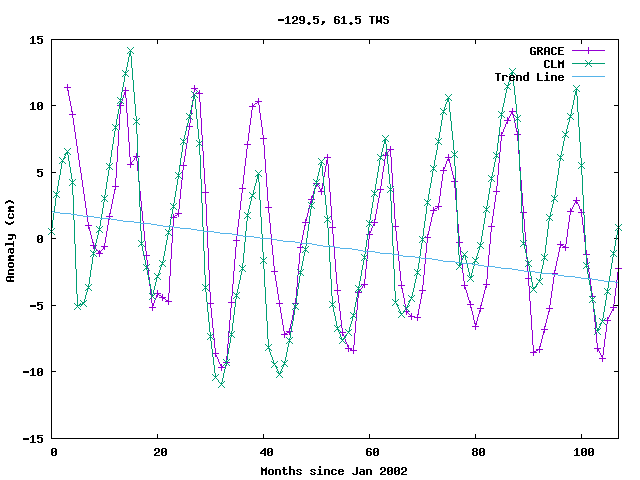 -129.5, 61.5 TWS
GRACE
CLM
Trend Line
15
10
5
0
-5
-10
-15
Anomaly (cm)
0 20 40 60 80 100
Months since Jan 2002